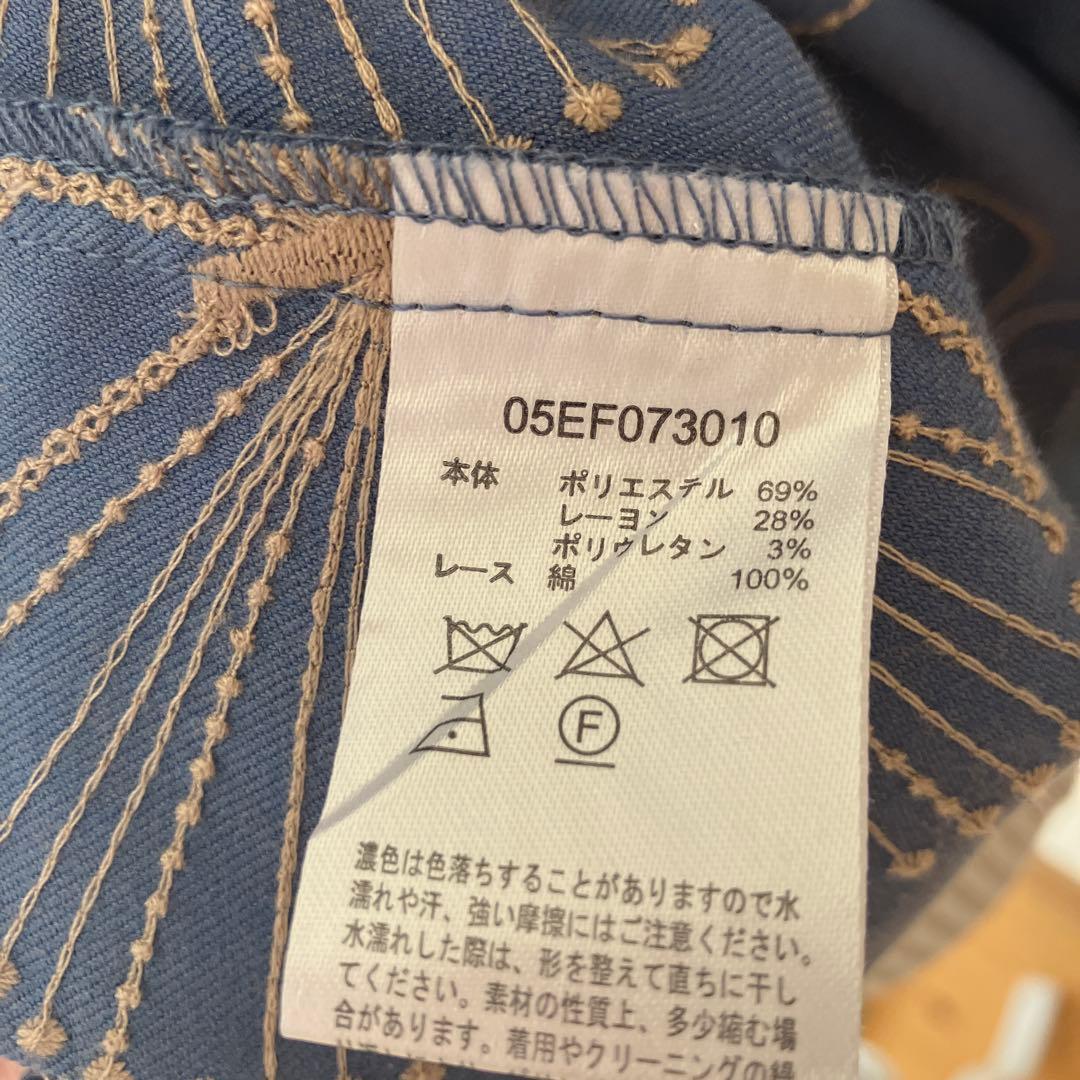 05EF073010
本体 ポリエステル 69%
レーヨン 28%
ポリウレタン 3%
レース 綿 100%
F
濃色は色落ちすることがありますので水
濡れや汗、強い摩擦にはご注意ください。
水濡れした際は、形を整えて直ちに干し
てください。素材の性質上、多少縮む場
合があります。着用やクリーニングの繰